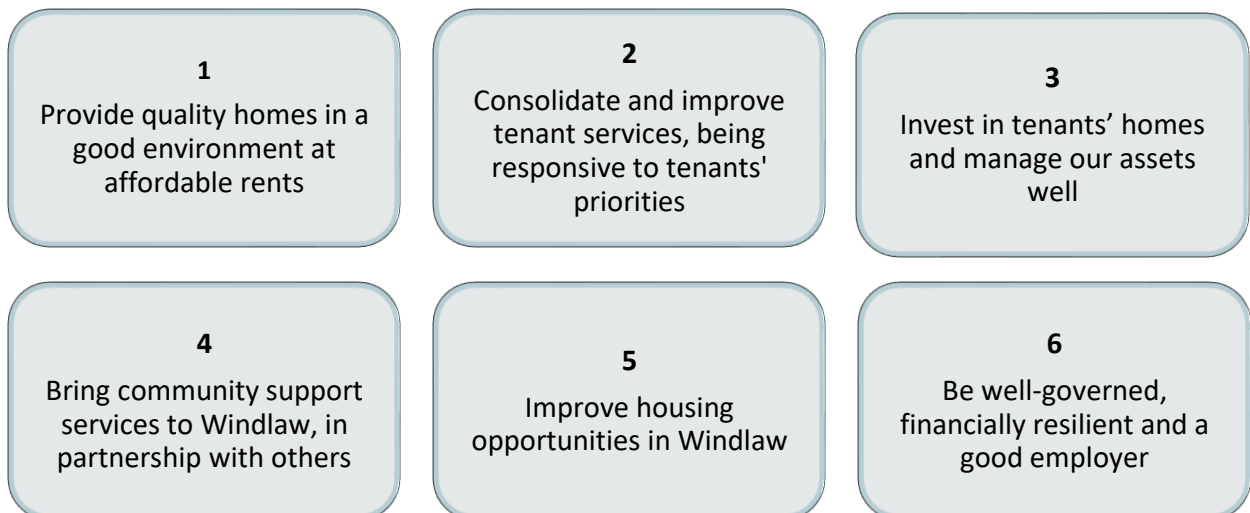 1
Provide quality homes in a
good environment at
affordable rents
2
Consolidate and improve
tenant services, being
responsive to tenants'
priorities
3
Invest in tenants’ homes
and manage our assets
well
4
Bring community support
services to Windlaw, in
partnership with others
5
Improve housing
opportunities in Windlaw
6
Be well-governed,
financially resilient and a
good employer